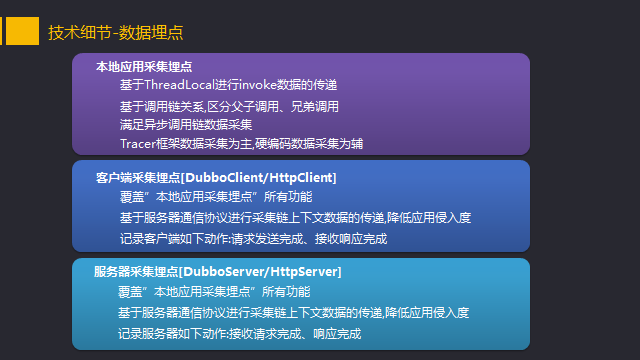 技术细节-数据埋点
本地应用采集埋点
基于ThreadLocal进行invoke数据的传递
基于调用链关系,区分父子调用、兄弟调用
满足异步调用链数据采集
Tracer框架数据采集为主,硬编码数据采集为辅
客户端采集埋点[DubboClient/HttpClient]
覆盖”本地应用采集埋点”所有功能
基于服务器通信协议进行采集链上下文数据的传递,降低应用侵入度
记录客户端如下动作:请求发送完成、接收响应完成
服务器采集埋点[DubboServer/HttpServer]
覆盖”本地应用采集埋点”所有功能
基于服务器通信协议进行采集链上下文数据的传递,降低应用侵入度
记录服务器如下动作:接收请求完成、响应完成